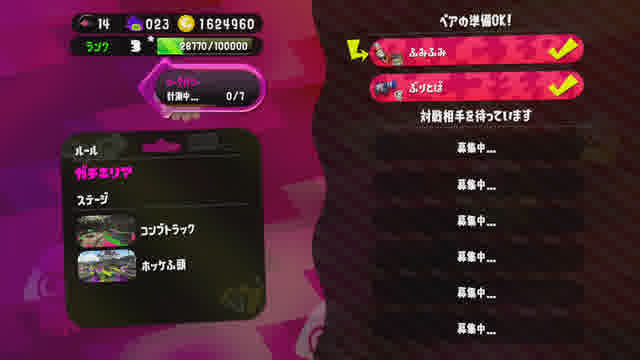 14 023 1624960
ランク 3 28770/100000
計測中... 0/7
ルール
ガチエリア
ステージ
コンブトラック
ホッケふ頭
ペアの準備OK!
ふみふみ
ぷりとば
対戦相手を待っています
募集中...
募集中...
募集中...
募集中...
募集中...
募集中...